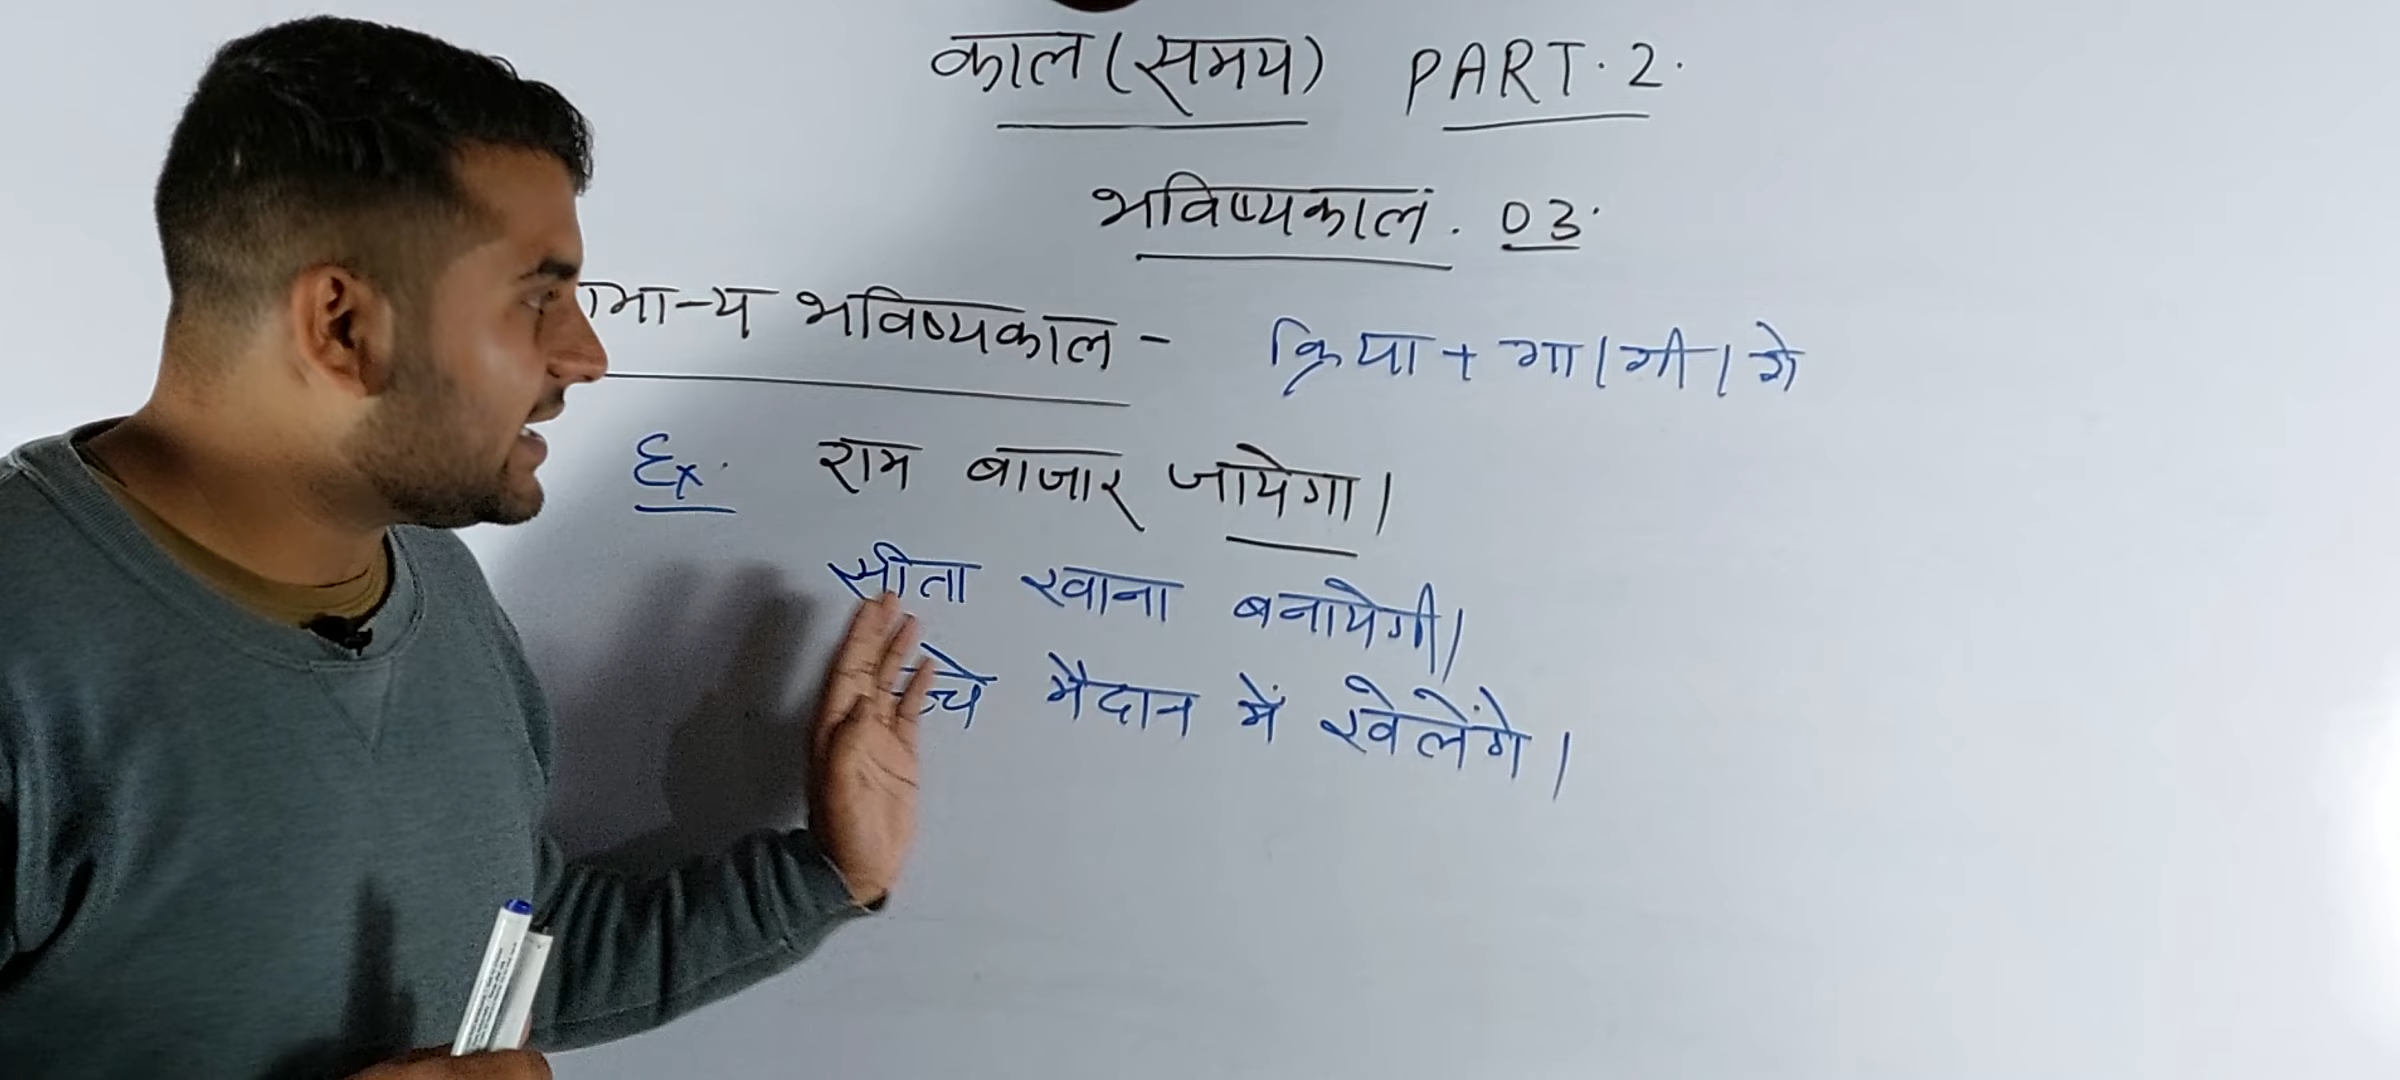 काल (समय) PART.2.
भविष्यकाल. 03.
भविष्यकाल - क्रिया + गा / गी / गे
Ex. राम बाजार जायेगा।
सीता खाना बनायेगी।
मैदान में खेलेंगे।